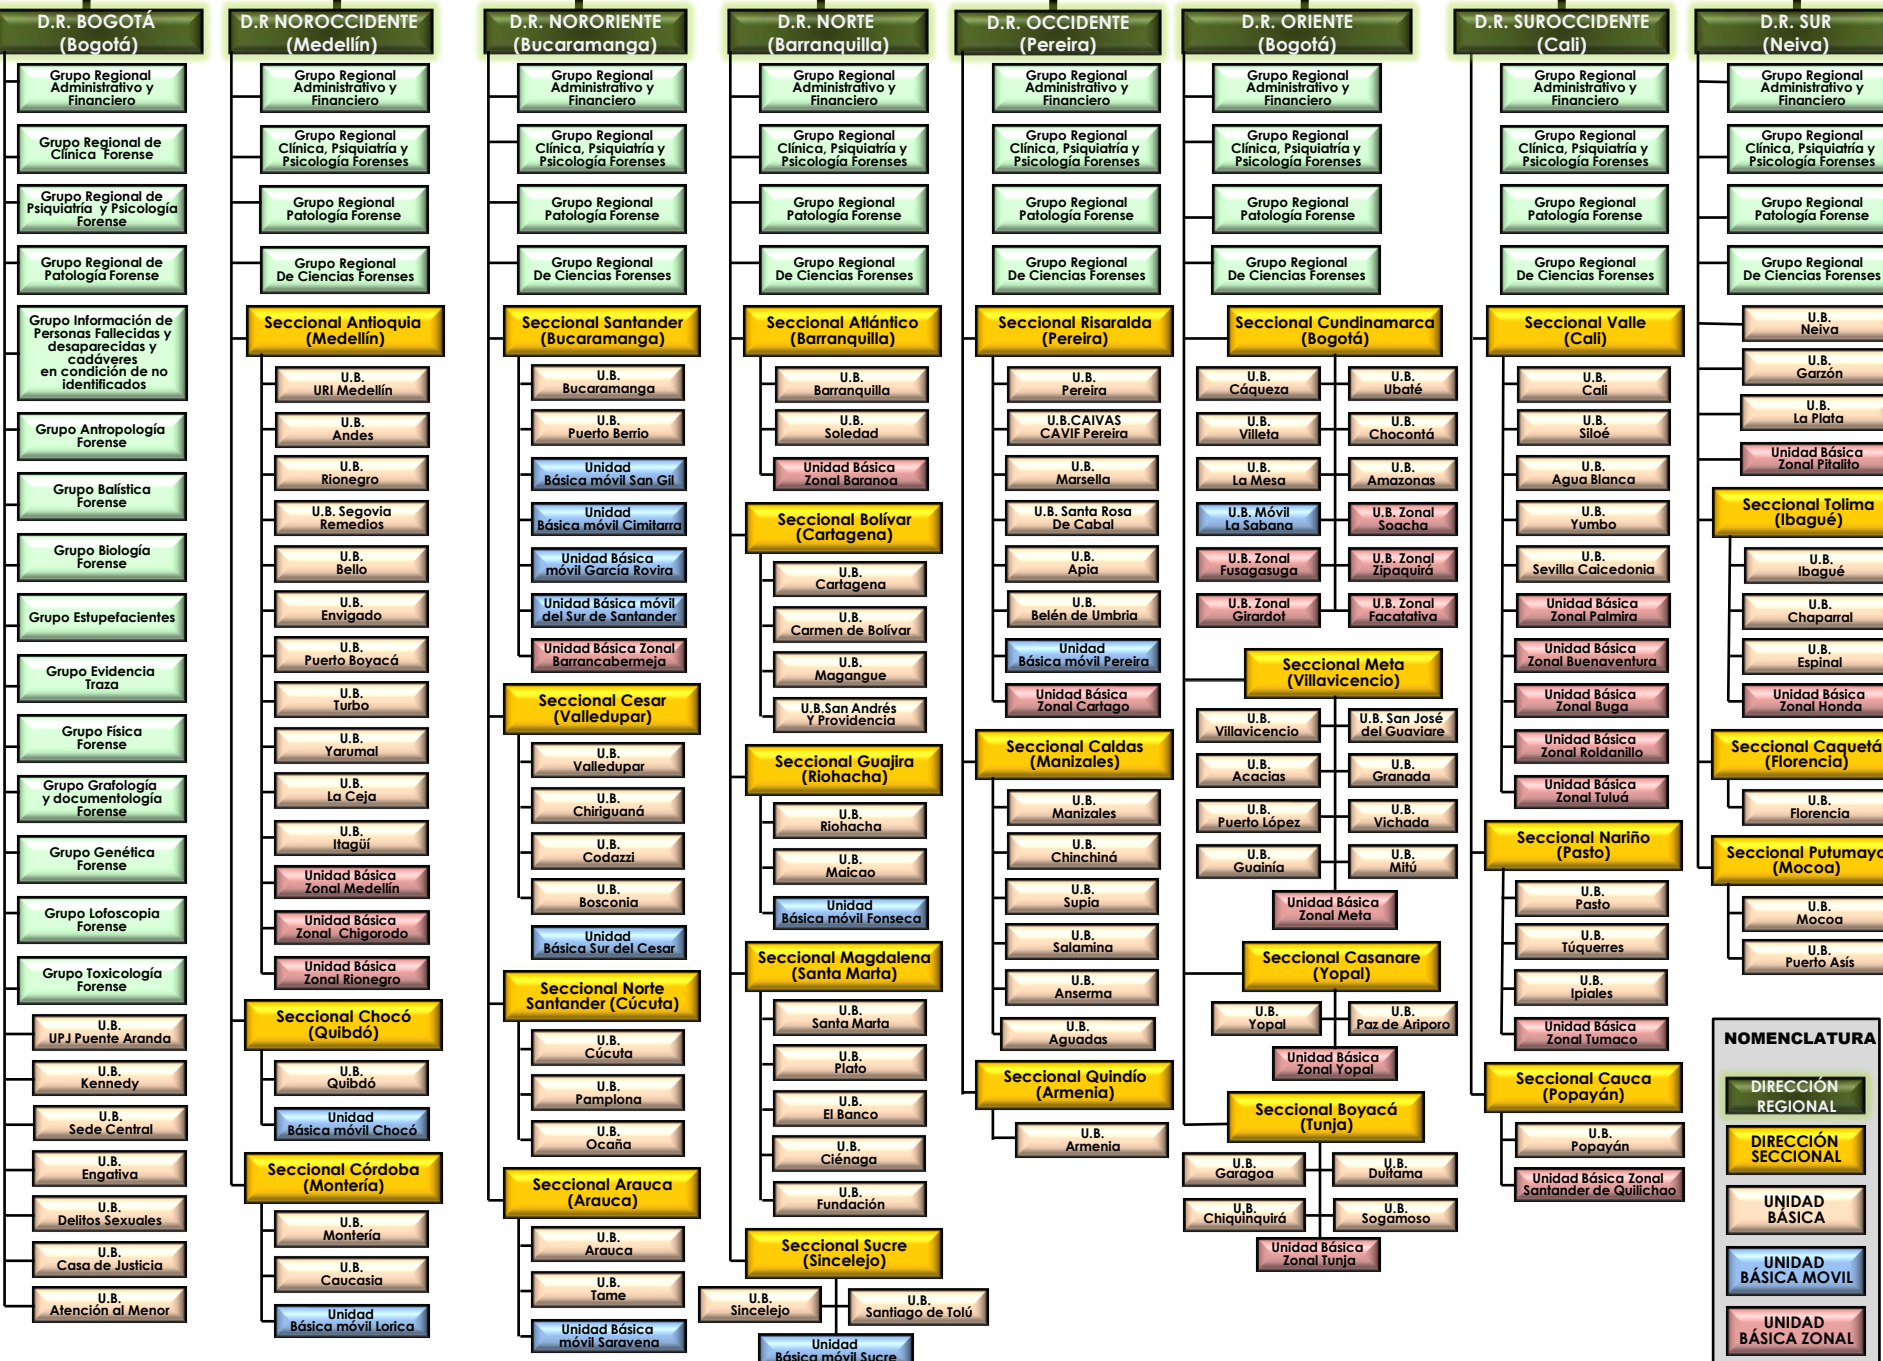 D.R. BOGOTÁ
(Bogotá)
Grupo Regional
Administrativo y
Financiero
Grupo Regional de
Clínica Forense
Grupo Regional de
Psiquiatría y Psicología
Forense
Grupo Regional de
Patología Forense
Grupo Información de
Personas Fallecidas y
desaparecidas y
cadáveres
en condición de no
identificados
Grupo Antropología
Forense
Grupo Balística
Forense
Grupo Biología
Forense
Grupo Estupefacientes
Grupo Evidencia
Traza
Grupo Física
Forense
Grupo Grafología
y documentología
Forense
Grupo Genética
Forense
Grupo Lofoscopia
Forense
Grupo Toxicología
Forense
U.B.
UPJ Puente Aranda
U.B.
Kennedy
U.B.
Sede Central
U.B.
Engativa
U.B.
Delitos Sexuales
U.B.
Casa de Justicia
U.B.
Atención al Menor
D.R NOROCCIDENTE
(Medellín)
Grupo Regional
Administrativo y
Financiero
Grupo Regional
Clínica, Psiquiatría y
Psicología Forenses
Grupo Regional
Patología Forense
Grupo Regional
De Ciencias Forenses
Seccional Antioquia
(Medellín)
U.B.
URI Medellín
U.B.
Andes
U.B.
Rionegro
U.B. Segovia
Remedios
U.B.
Bello
U.B.
Envigado
U.B.
Puerto Boyacá
U.B.
Turbo
U.B.
Yarumal
U.B.
La Ceja
U.B.
Itagüí
Unidad Básica
Zonal Medellín
Unidad Básica
Zonal Chigorodo
Unidad Básica
Zonal Rionegro
Seccional Chocó
(Quibdó)
U.B.
Quibdó
Unidad
Básica móvil Chocó
Seccional Córdoba
(Montería)
U.B.
Montería
U.B.
Caucasia
Unidad
Básica móvil Lorica
D.R. NORORIENTE
(Bucaramanga)
Grupo Regional
Administrativo y
Financiero
Grupo Regional
Clínica, Psiquiatría y
Psicología Forenses
Grupo Regional
Patología Forense
Grupo Regional
De Ciencias Forenses
Seccional Santander
(Bucaramanga)
U.B.
Bucaramanga
U.B.
Puerto Berrio
Unidad
Básica móvil San Gil
Unidad
Básica móvil Cimitarra
Unidad Básica
móvil García Rovira
Unidad Básica móvil
del Sur de Santander
Unidad Básica Zonal
Barrancabermeja
Seccional Cesar
(Valledupar)
U.B.
Valledupar
U.B.
Chiriguaná
U.B.
Codazzi
U.B.
Bosconia
Unidad
Básica Sur del Cesar
Seccional Norte
Santander (Cúcuta)
U.B.
Cúcuta
U.B.
Pamplona
U.B.
Ocaña
Seccional Arauca
(Arauca)
U.B.
Arauca
U.B.
Tame
Unidad Básica
móvil Saravena
D.R. NORTE
(Barranquilla)
Grupo Regional
Administrativo y
Financiero
Grupo Regional
Clínica, Psiquiatría y
Psicología Forenses
Grupo Regional
Patología Forense
Grupo Regional
De Ciencias Forenses
Seccional Atlántico
(Barranquilla)
U.B.
Barranquilla
U.B.
Soledad
Unidad Básica
Zonal Baranoa
Seccional Bolívar
(Cartagena)
U.B.
Cartagena
U.B.
Carmen de Bolívar
U.B.
Magangue
U.B.San Andrés
Y Providencia
Seccional Guajira
(Riohacha)
U.B.
Riohacha
U.B.
Maicao
Unidad
Básica móvil Fonseca
Seccional Magdalena
(Santa Marta)
U.B.
Santa Marta
U.B.
Plato
U.B.
El Banco
U.B.
Ciénaga
U.B.
Fundación
Seccional Sucre
(Sincelejo)
U.B.
Sincelejo
U.B.
Santiago de Tolú
Unidad
Básica móvil Sucre
D.R. OCCIDENTE
(Pereira)
Grupo Regional
Administrativo y
Financiero
Grupo Regional
Clínica, Psiquiatría y
Psicología Forenses
Grupo Regional
Patología Forense
Grupo Regional
De Ciencias Forenses
Seccional Risaralda
(Pereira)
U.B.
Pereira
U.B.CAIVAS
CAVIF Pereira
U.B.
Marsella
U.B. Santa Rosa
De Cabal
U.B.
Apia
U.B.
Belén de Umbria
Unidad
Básica móvil Pereira
Unidad Básica
Zonal Cartago
Seccional Caldas
(Manizales)
U.B.
Manizales
U.B.
Chinchiná
U.B.
Supia
U.B.
Salamina
U.B.
Anserma
U.B.
Aguadas
Seccional Quindío
(Armenia)
U.B.
Armenia
D.R. ORIENTE
(Bogotá)
Grupo Regional
Administrativo y
Financiero
Grupo Regional
Clínica, Psiquiatría y
Psicología Forenses
Grupo Regional
Patología Forense
Grupo Regional
De Ciencias Forenses
Seccional Cundinamarca
(Bogotá)
U.B.
Cáqueza
U.B.
Ubaté
U.B.
Villeta
U.B.
Chocontá
U.B.
La Mesa
U.B.
Amazonas
U.B. Móvil
La Sabana
U.B. Zonal
Soacha
U.B. Zonal
Fusagasuga
U.B. Zonal
Zipaquirá
U.B. Zonal
Girardot
U.B. Zonal
Facatativa
Seccional Meta
(Villavicencio)
U.B.
Villavicencio
U.B. San José
del Guaviare
U.B.
Acacias
U.B.
Granada
U.B.
Puerto López
U.B.
Vichada
U.B.
Guainía
U.B.
Mitú
Unidad Básica
Zonal Meta
Seccional Casanare
(Yopal)
U.B.
Yopal
U.B.
Paz de Ariporo
Unidad Básica
Zonal Yopal
Seccional Boyacá
(Tunja)
U.B.
Garagoa
U.B.
Duitama
U.B.
Chiquinquirá
U.B.
Sogamoso
Unidad Básica
Zonal Tunja
D.R. SUROCCIDENTE
(Cali)
Grupo Regional
Administrativo y
Financiero
Grupo Regional
Clínica, Psiquiatría y
Psicología Forenses
Grupo Regional
Patología Forense
Grupo Regional
De Ciencias Forenses
Seccional Valle
(Cali)
U.B.
Cali
U.B.
Siloé
U.B.
Agua Blanca
U.B.
Yumbo
U.B.
Sevilla Caicedonia
Unidad Básica
Zonal Palmira
Unidad Básica
Zonal Buenaventura
Unidad Básica
Zonal Buga
Unidad Básica
Zonal Roldanillo
Unidad Básica
Zonal Tuluá
Seccional Nariño
(Pasto)
U.B.
Pasto
U.B.
Túquerres
U.B.
Ipiales
Unidad Básica
Zonal Tumaco
Seccional Cauca
(Popayán)
U.B.
Popayán
Unidad Básica Zonal
Santander de Quilichao
D.R. SUR
(Neiva)
Grupo Regional
Administrativo y
Financiero
Grupo Regional
Clínica, Psiquiatría y
Psicología Forenses
Grupo Regional
Patología Forense
Grupo Regional
De Ciencias Forenses
U.B.
Neiva
U.B.
Garzón
U.B.
La Plata
Unidad Básica
Zonal Pitalito
Seccional Tolima
(Ibagué)
U.B.
Ibagué
U.B.
Chaparral
U.B.
Espinal
Unidad Básica
Zonal Honda
Seccional Caquetá
(Florencia)
U.B.
Florencia
Seccional Putumayo
(Mocoa)
U.B.
Mocoa
U.B.
Puerto Asís
NOMENCLATURA
DIRECCIÓN
REGIONAL
DIRECCIÓN
SECCIONAL
UNIDAD
BÁSICA
UNIDAD
BÁSICA MOVIL
UNIDAD
BÁSICA ZONAL